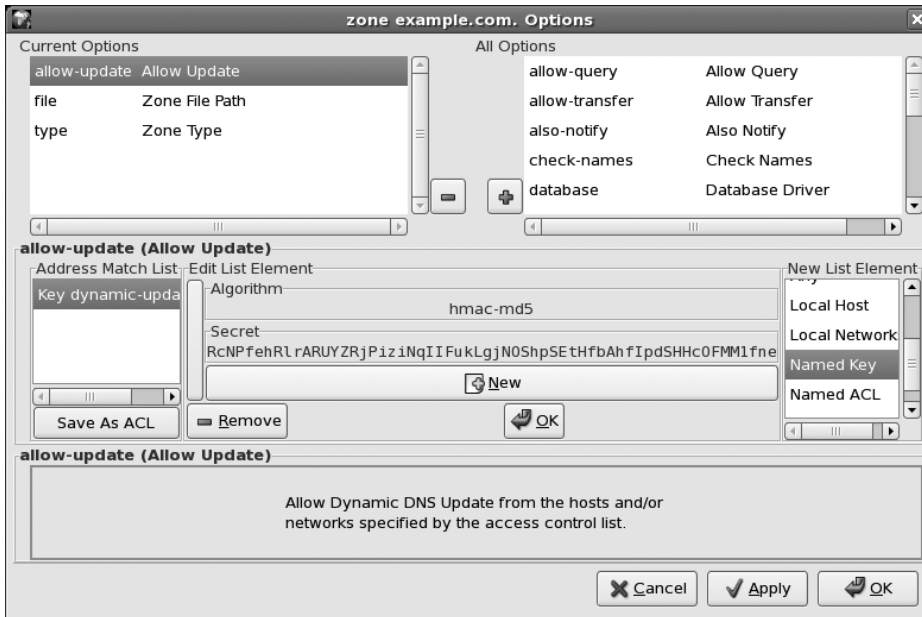 zone example.com. Options
Current Options
All Options
allow-update Allow Update
file Zone File Path
type Zone Type
allow-query Allow Query
allow-transfer Allow Transfer
also-notify Also Notify
check-names Check Names
database Database Driver
allow-update (Allow Update)
Address Match List
Key dynamic-upda
Save As ACL
Edit List Element
Algorithm
hmac-md5
Secret
RcNPfehRlrARUYZRjPiziNqIIFukLgjNOShpSEtHfbAhfIpdSHHcOFMM1fne
New
Remove
OK
New List Element
Local Host
Local Network
Named Key
Named ACL
allow-update (Allow Update)
Allow Dynamic DNS Update from the hosts and/or
networks specified by the access control list.
Cancel
Apply
OK